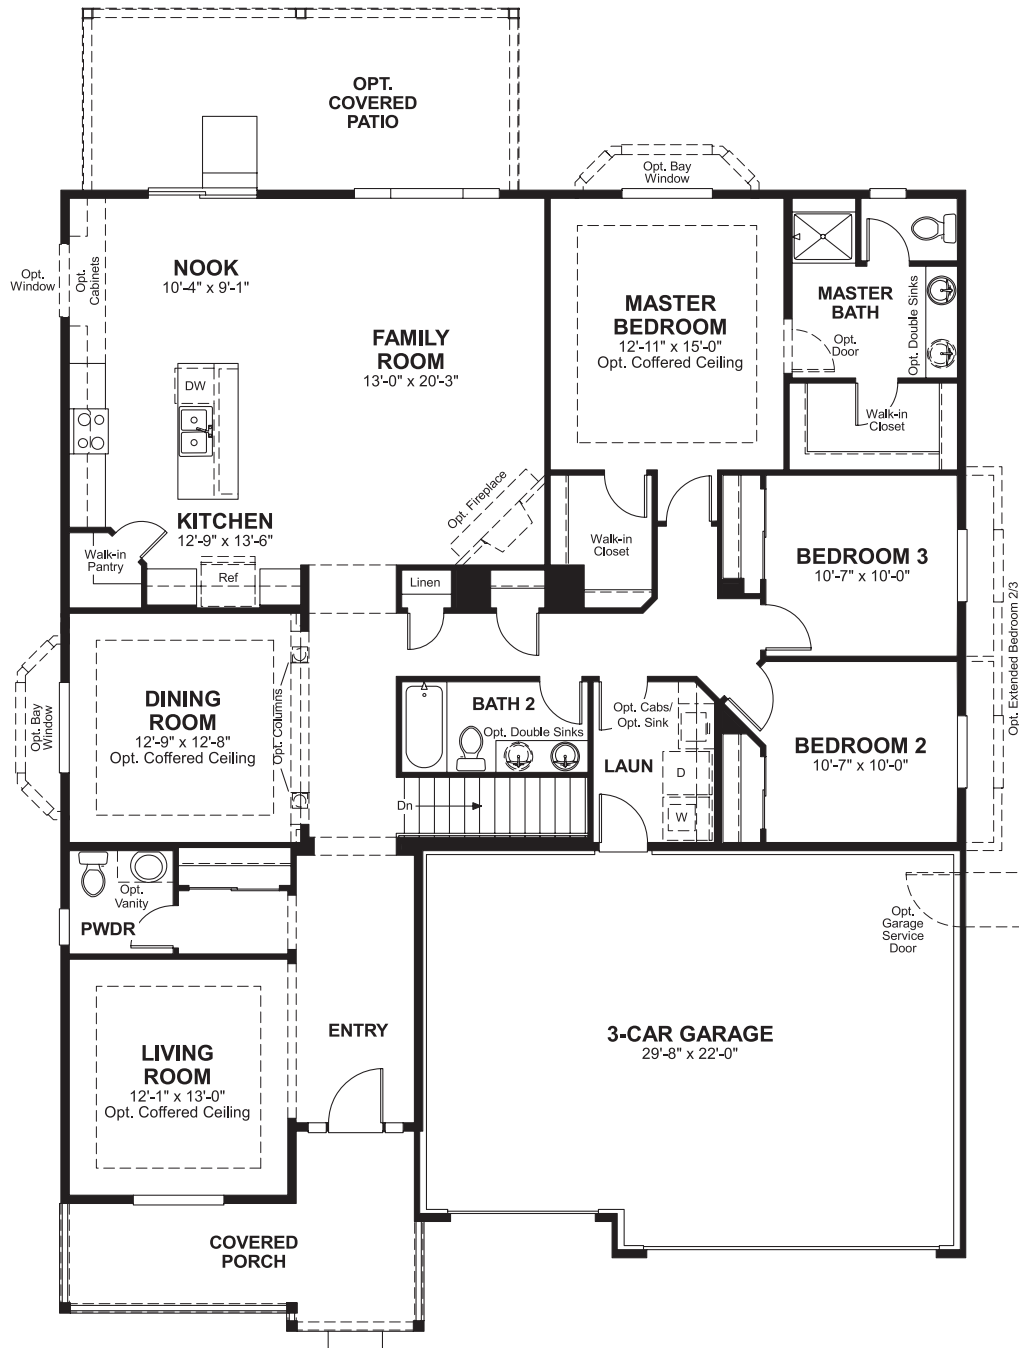 OPT.
COVERED
PATIO
Opt. Bay
Window
Opt.
Window
Opt.
Cabinets
NOOK
10'-4" x 9'-1"
FAMILY
ROOM
13'-0" x 20'-3"
MASTER
BEDROOM
12'-11" x 15'-0"
Opt. Coffered Ceiling
MASTER
BATH
Opt.
Door
Opt. Double Sinks
Walk-in
Closet
DW
KITCHEN
12'-9" x 13'-6"
Opt. Fireplace
Walk-in
Pantry
Ref
Linen
Walk-in
Closet
BEDROOM 3
10'-7" x 10'-0"
Opt. Extended Bedroom 2/3
Opt. Bay
Window
DINING
ROOM
12'-9" x 12'-8"
Opt. Coffered Ceiling
Opt. Columns
BATH 2
Opt. Double Sinks
Opt. Cabs/
Opt. Sink
LAUN
D
W
BEDROOM 2
10'-7" x 10'-0"
Dn
Opt.
Vanity
PWDR
Opt.
Garage
Service
Door
ENTRY
3-CAR GARAGE
29'-8" x 22'-0"
LIVING
ROOM
12'-1" x 13'-0"
Opt. Coffered Ceiling
COVERED
PORCH